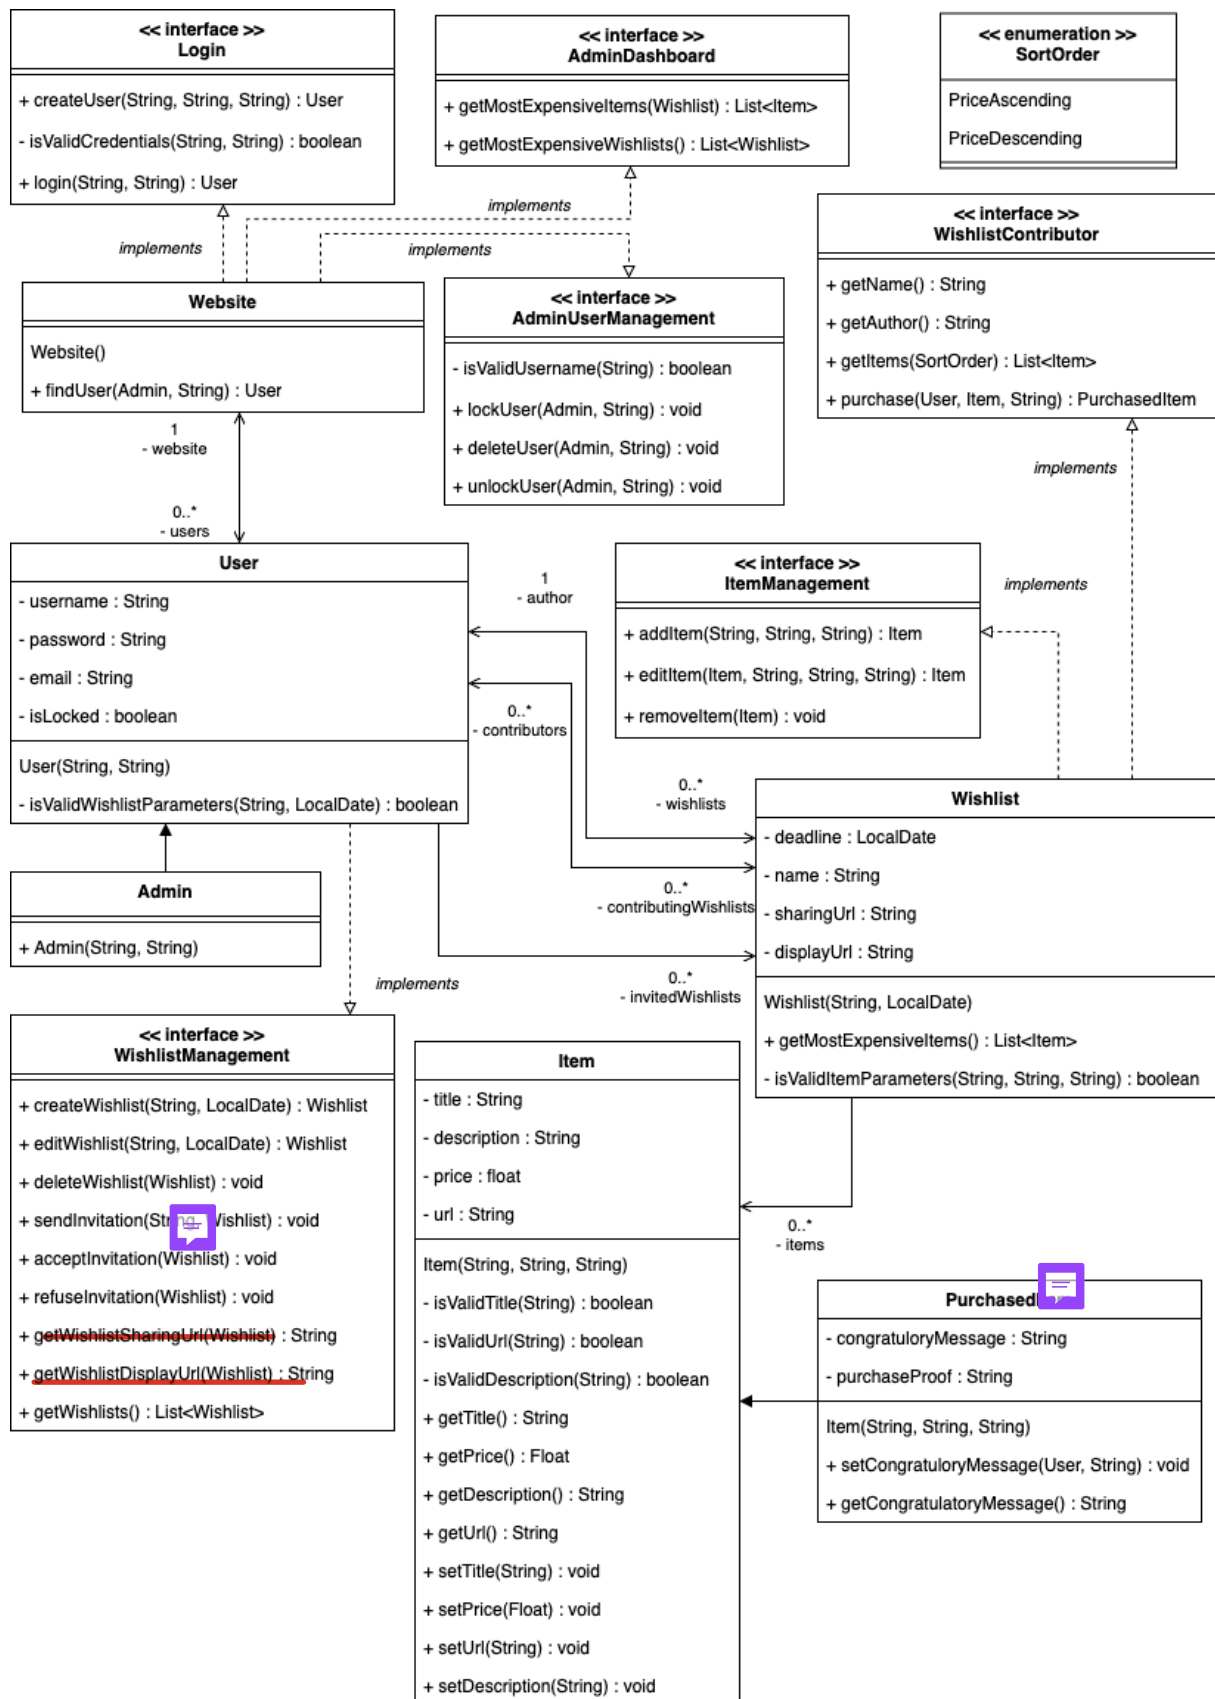 << interface >>
Login
+ createUser(String, String, String) : User
- isValidCredentials(String, String) : boolean
+ login(String, String) : User
<< interface >>
AdminDashboard
+ getMostExpensiveItems(Wishlist) : List<Item>
+ getMostExpensiveWishlists() : List<Wishlist>
<< enumeration >>
SortOrder
PriceAscending
PriceDescending
implements
implements
implements
<< interface >>
WishlistContributor
+ getName() : String
+ getAuthor() : String
+ getItems(SortOrder) : List<Item>
+ purchase(User, Item, String) : PurchasedItem
Website
Website()
+ findUser(Admin, String) : User
<< interface >>
AdminUserManagement
- isValidUsername(String) : boolean
+ lockUser(Admin, String) : void
+ deleteUser(Admin, String) : void
+ unlockUser(Admin, String) : void
1
- website
0..*
- users
implements
User
- username : String
- password : String
- email : String
- isLocked : boolean
User(String, String)
- isValidWishlistParameters(String, LocalDate) : boolean
1
- author
0..*
- contributors
<< interface >>
ItemManagement
+ addItem(String, String, String) : Item
+ editItem(Item, String, String, String) : Item
+ removeItem(Item) : void
implements
0..*
- wishlists
0..*
- contributingWishlists
0..*
- invitedWishlists
Wishlist
- deadline : LocalDate
- name : String
- sharingUrl : String
- displayUrl : String
Wishlist(String, LocalDate)
+ getMostExpensiveItems() : List<Item>
- isValidItemParameters(String, String, String) : boolean
Admin
+ Admin(String, String)
implements
<< interface >>
WishlistManagement
+ createWishlist(String, LocalDate) : Wishlist
+ editWishlist(String, LocalDate) : Wishlist
+ deleteWishlist(Wishlist) : void
+ sendInvitation(String, Wishlist) : void
+ acceptInvitation(Wishlist) : void
+ refuseInvitation(Wishlist) : void
+ getWishlistSharingUrl(Wishlist) : String
+ getWishlistDisplayUrl(Wishlist) : String
+ getWishlists() : List<Wishlist>
Item
- title : String
- description : String
- price : float
- url : String
Item(String, String, String)
- isValidTitle(String) : boolean
- isValidUrl(String) : boolean
- isValidDescription(String) : boolean
+ getTitle() : String
+ getPrice() : Float
+ getDescription() : String
+ getUrl() : String
+ setTitle(String) : void
+ setPrice(Float) : void
+ setUrl(String) : void
+ setDescription(String) : void
0..*
- items
- congratuloryMessage : String
- purchaseProof : String
Item(String, String, String)
+ setCongratuloryMessage(User, String) : void
+ getCongratulatoryMessage() : String